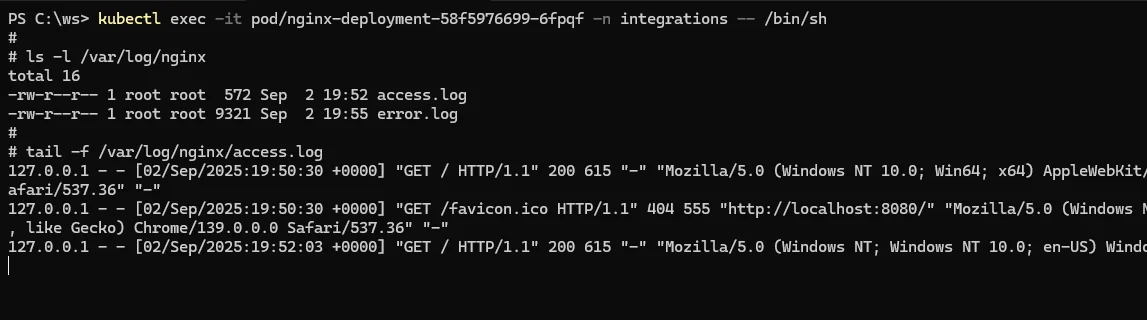 PS C:\ws> kubectl exec -it pod/nginx-deployment-58f5976699-6fpqf -n integrations -- /bin/sh
#
# ls -l /var/log/nginx
total 16
-rw-r--r-- 1 root root  572 Sep  2 19:52 access.log
-rw-r--r-- 1 root root 9321 Sep  2 19:55 error.log
#
# tail -f /var/log/nginx/access.log
127.0.0.1 - - [02/Sep/2025:19:50:30 +0000] "GET / HTTP/1.1" 200 615 "-" "Mozilla/5.0 (Windows NT 10.0; Win64; x64) AppleWebKit/
afari/537.36" "-"
127.0.0.1 - - [02/Sep/2025:19:50:30 +0000] "GET /favicon.ico HTTP/1.1" 404 555 "http://localhost:8080/" "Mozilla/5.0 (Windows N
, like Gecko) Chrome/139.0.0.0 Safari/537.36" "-"
127.0.0.1 - - [02/Sep/2025:19:52:03 +0000] "GET / HTTP/1.1" 200 615 "-" "Mozilla/5.0 (Windows NT; Windows NT 10.0; en-US) Windo